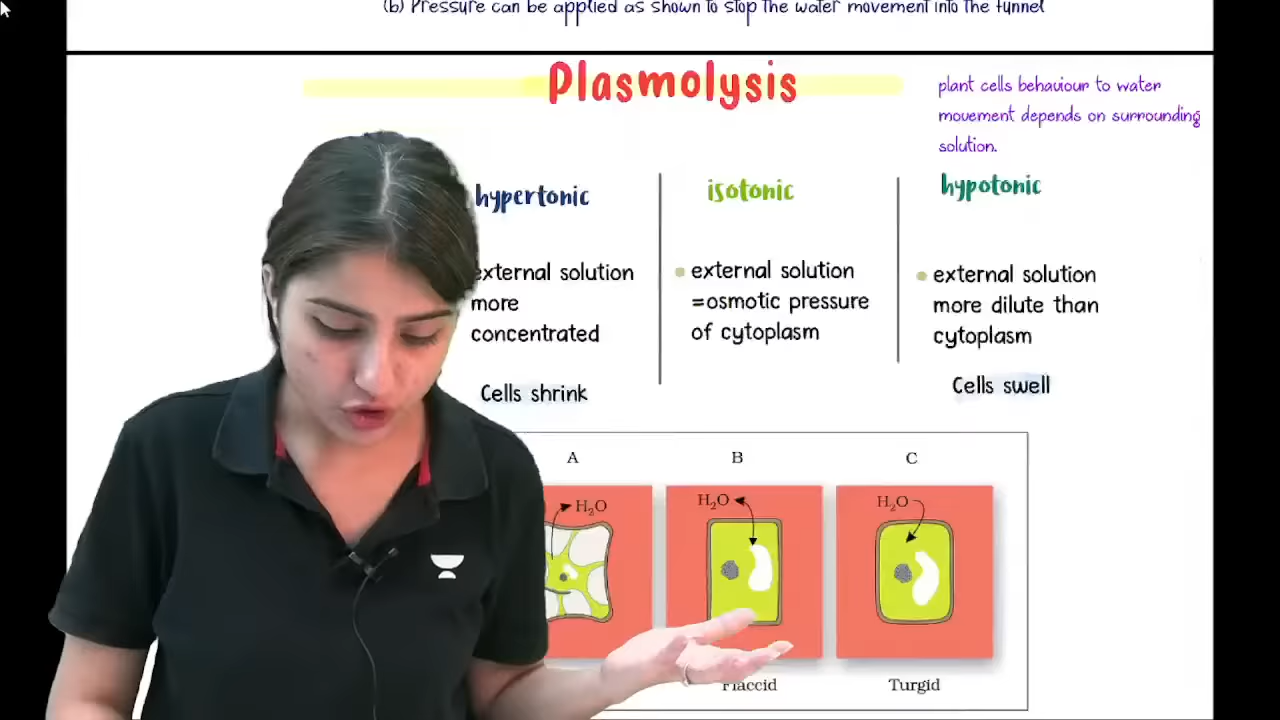 (b) Pressure can be applied as shown to stop the water movement into the funnel
Plasmolysis
plant cells behaviour to water
movement depends on surrounding
solution.
hypertonic
external solution
more
concentrated
Cells shrink
isotonic
external solution
=osmotic pressure
of cytoplasm
hypotonic
external solution
more dilute than
cytoplasm
Cells swell
A
B
C
H₂O
H₂O
H₂O
Flaccid
Turgid